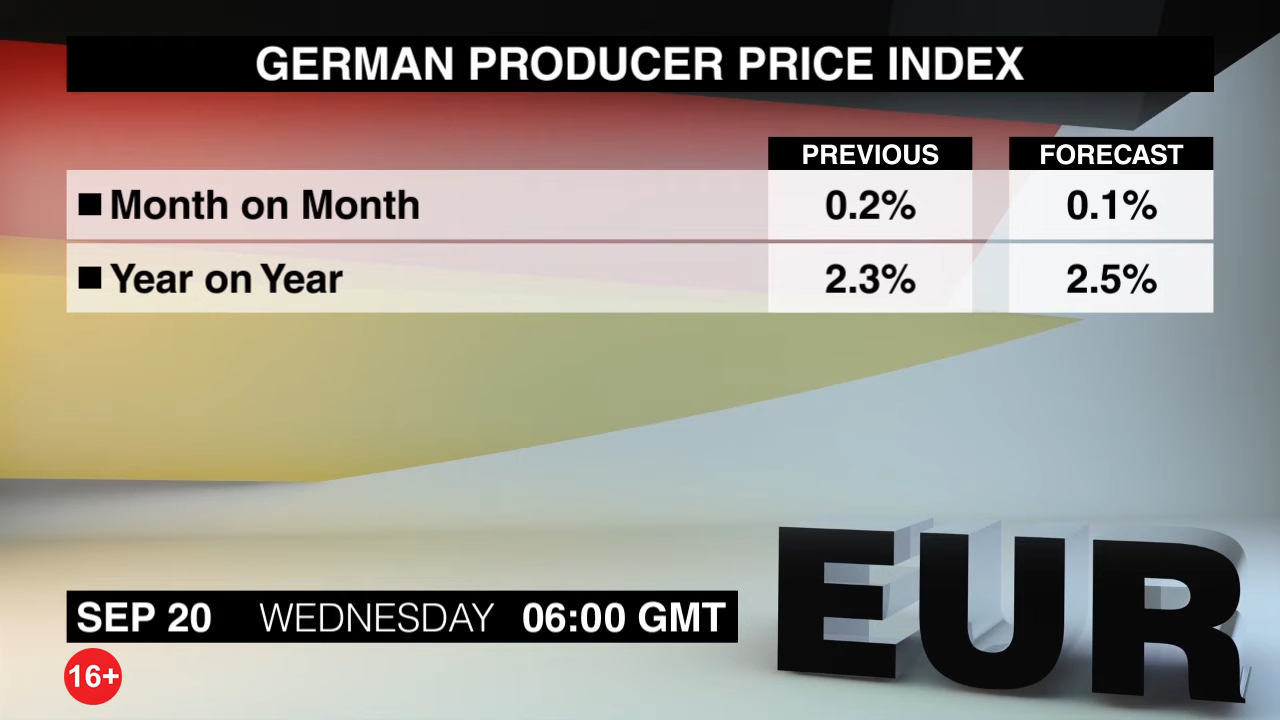 GERMAN PRODUCER PRICE INDEX
PREVIOUS FORECAST
Month on Month 0.2% 0.1%
Year on Year 2.3% 2.5%
SEP 20 WEDNESDAY 06:00 GMT
EUR
16+